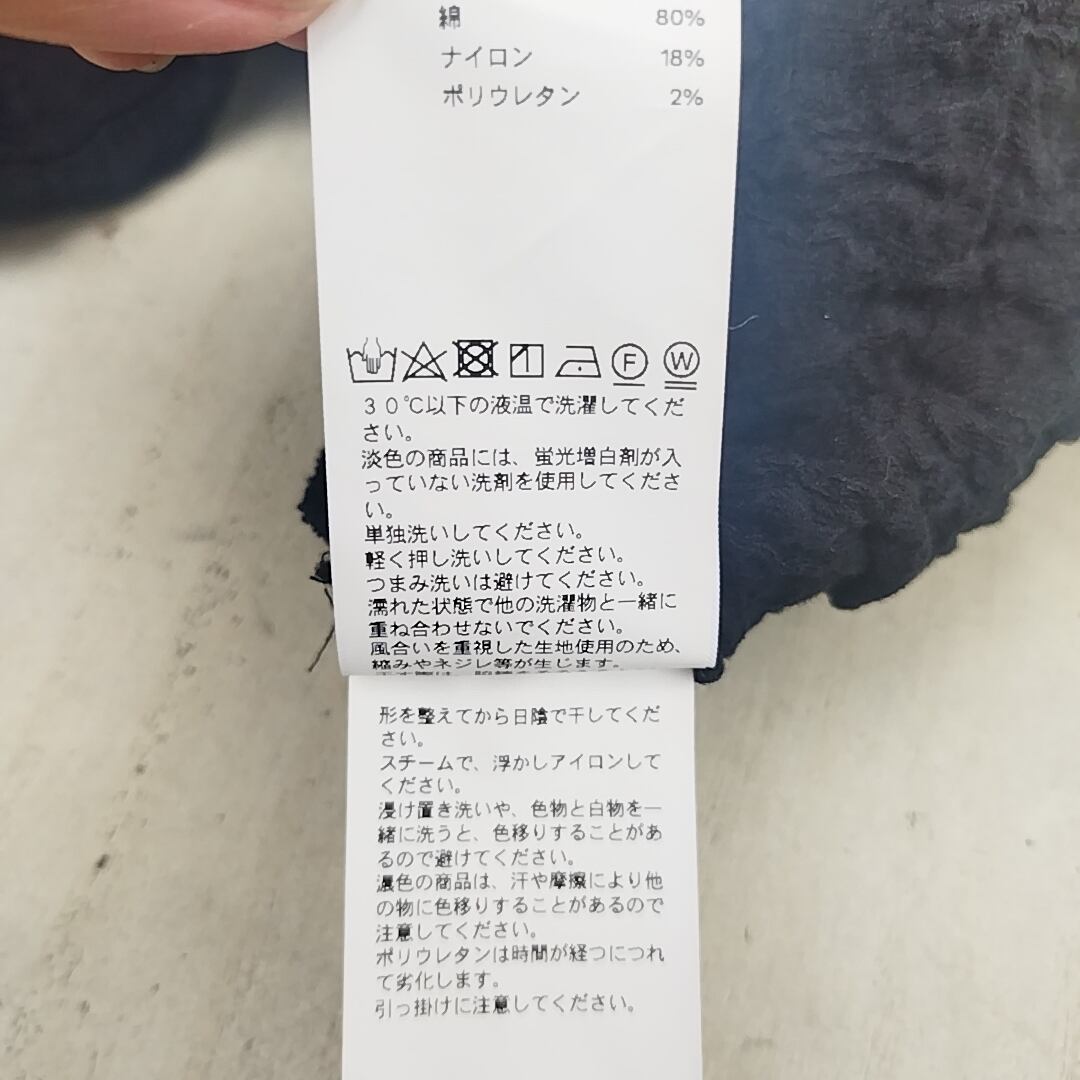 綿 80%
ナイロン 18%
ポリウレタン 2%
F W
30℃以下の液温で洗濯してくだ
さい。
淡色の商品には、蛍光増白剤が入
っていない洗剤を使用してくださ
い。
単独洗いしてください。
軽く押し洗いしてください。
つまみ洗いは避けてください。
濡れた状態で他の洗濯物と一緒に
重ね合わせないでください。
風合いを重視した生地使用のため、
縮みやネジレ等が生じます。
形を整えてから日陰で干してくだ
さい。
スチームで、浮かしアイロンして
ください。
浸け置き洗いや、色物と白物を一
緒に洗うと、色移りすることがあ
るので避けてください。
濃色の商品は、汗や摩擦により他
の物に色移りすることがあるので
注意してください。
ポリウレタンは時間が経つにつれ
て劣化します。
引っ掛けに注意してください。